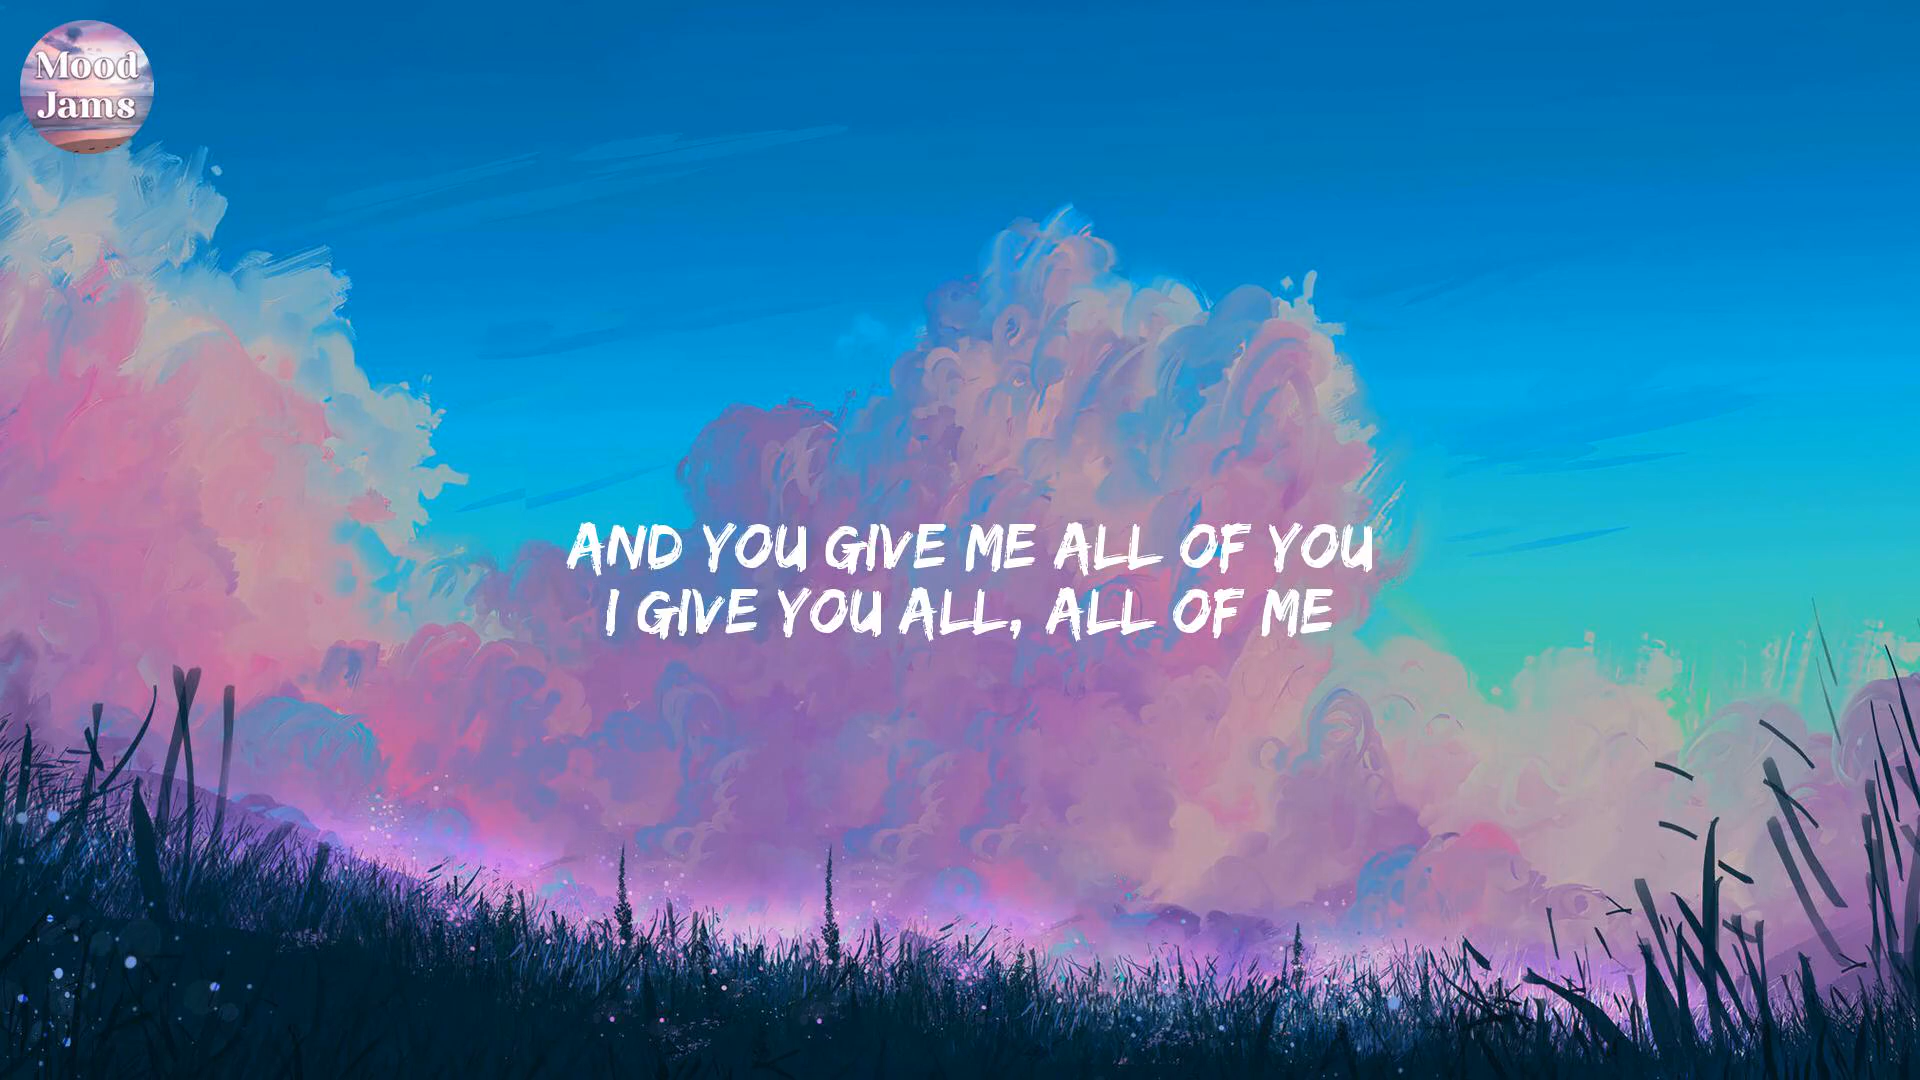 Mood
Jams
AND YOU GIVE ME ALL OF YOU
I GIVE YOU ALL, ALL OF ME